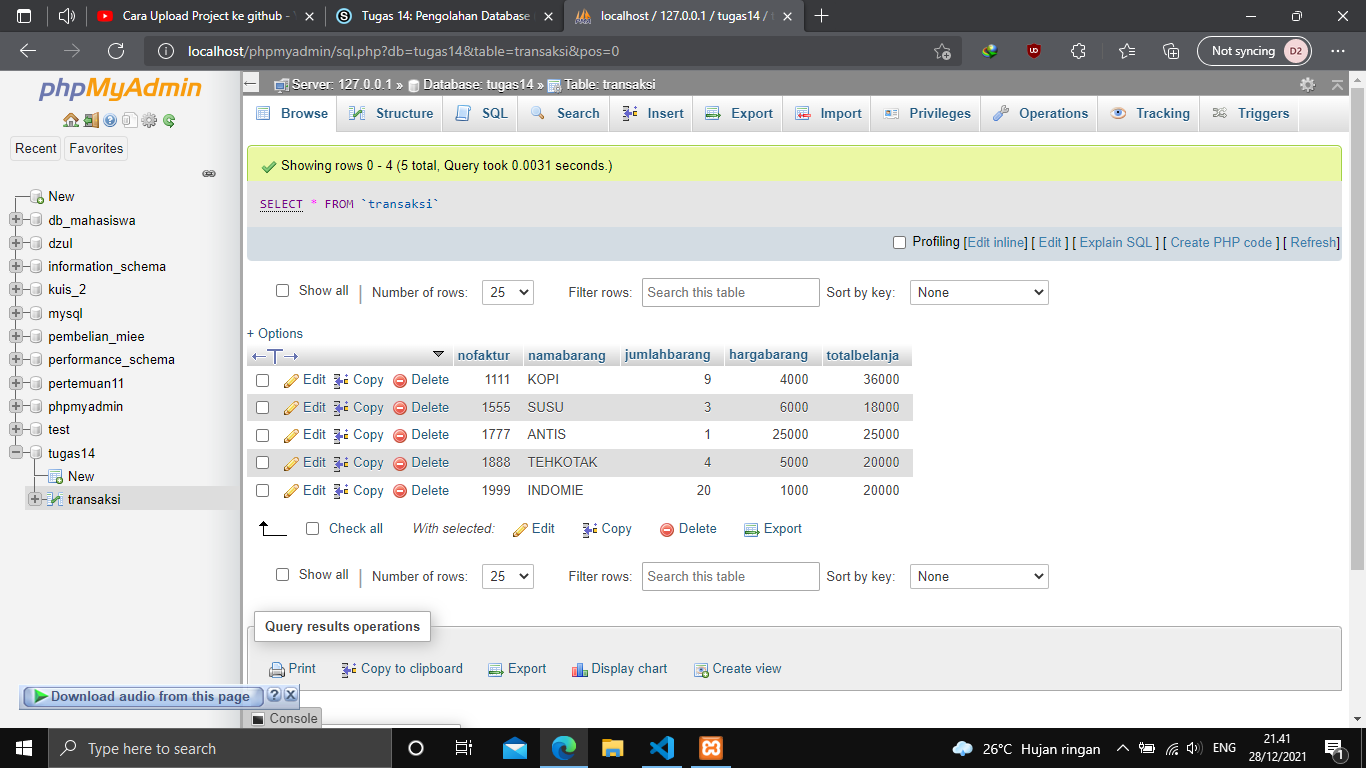 Cara Upload Project ke github -
Tugas 14: Pengolahan Database
localhost / 127.0.0.1 / tugas14 /
localhost/phpmyadmin/sql.php?db=tugas14&table=transaksi&pos=0
Not syncing D2
phpMyAdmin
Recent Favorites
New
db_mahasiswa
dzul
information_schema
kuis_2
mysql
pembelian_miee
performance_schema
pertemuan11
phpmyadmin
test
tugas14
New
transaksi
Server: 127.0.0.1 » Database: tugas14 » Table: transaksi
Browse Structure SQL Search Insert Export Import Privileges Operations Tracking Triggers
Showing rows 0 - 4 (5 total, Query took 0.0031 seconds.)
SELECT * FROM `transaksi`
Profiling [Edit inline] [ Edit ] [ Explain SQL ] [ Create PHP code ] [ Refresh]
Show all | Number of rows: 25 Filter rows: Search this table Sort by key: None
+ Options
←T→ nofaktur namabarang jumlahbarang hargabarang totalbelanja
Edit Copy Delete 1111 KOPI 9 4000 36000
Edit Copy Delete 1555 SUSU 3 6000 18000
Edit Copy Delete 1777 ANTIS 1 25000 25000
Edit Copy Delete 1888 TEHKOTAK 4 5000 20000
Edit Copy Delete 1999 INDOMIE 20 1000 20000
Check all With selected: Edit Copy Delete Export
Show all | Number of rows: 25 Filter rows: Search this table Sort by key: None
Query results operations
Print Copy to clipboard Export Display chart Create view
Download audio from this page ? X
Console
Type here to search
26°C Hujan ringan
ENG
21.41
28/12/2021
1